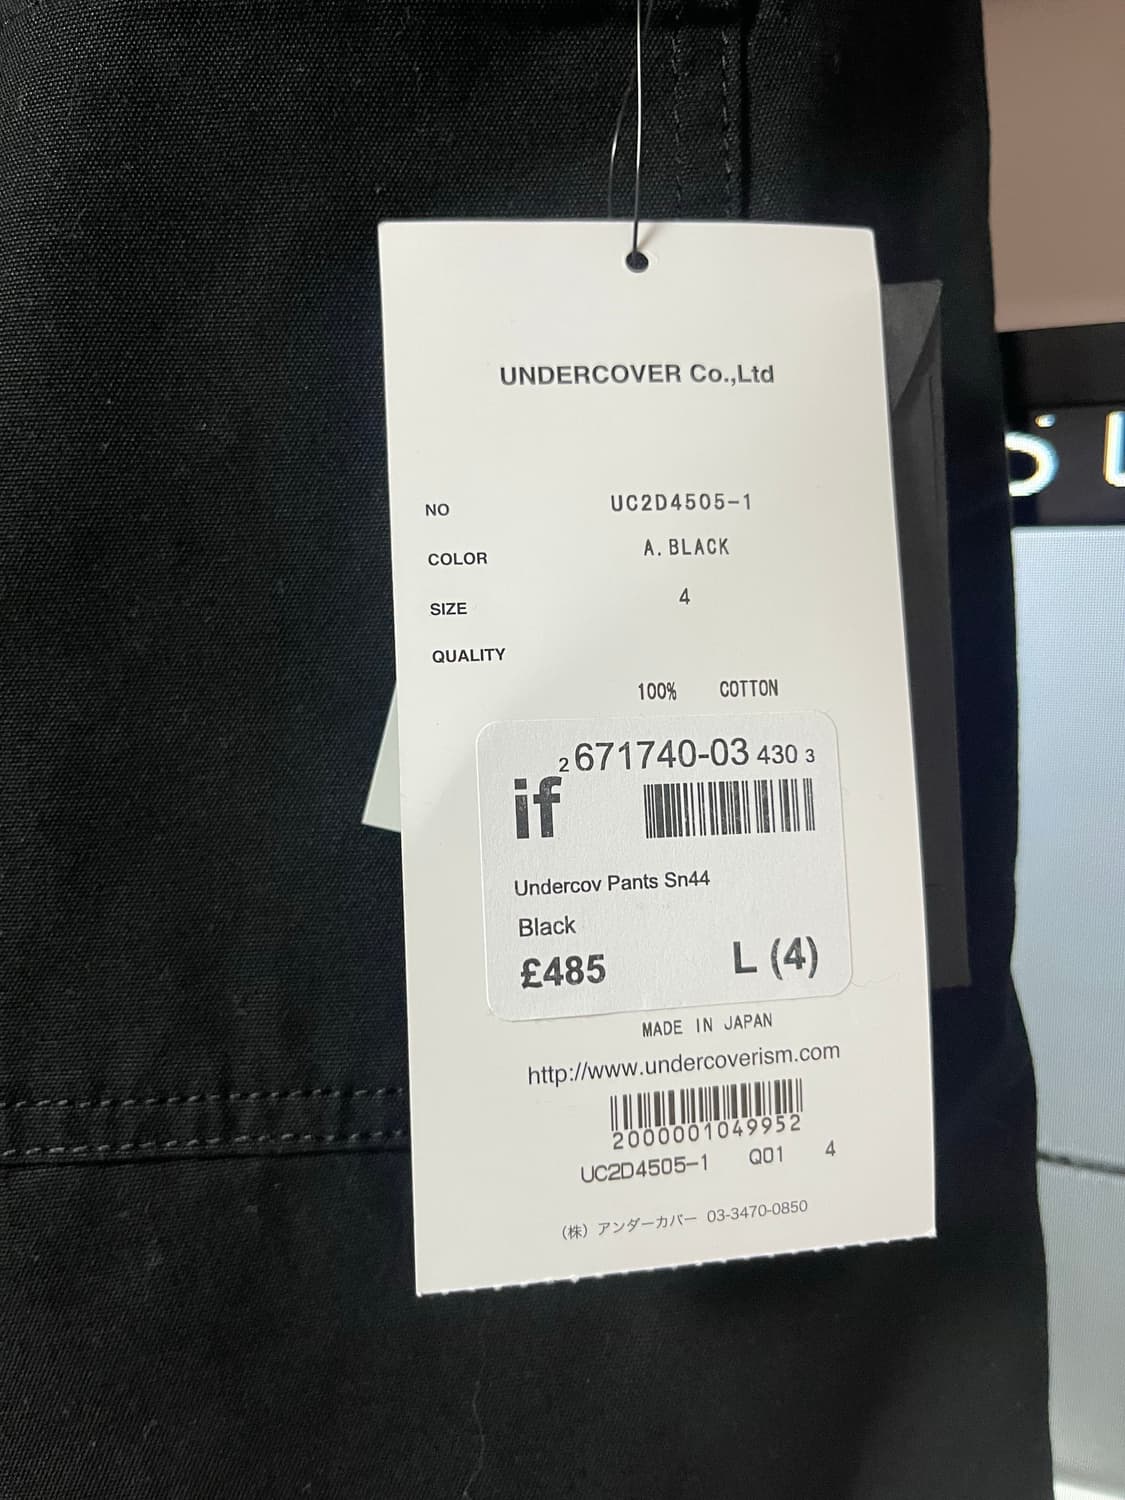 UNDERCOVER Co.,Ltd
NO UC2D4505-1
COLOR A. BLACK
SIZE 4
QUALITY
100% COTTON
2 671740-03 430 3
if
Undercov Pants Sn44
Black
£485 L (4)
MADE IN JAPAN
http://www.undercoverism.com
2000001049952
UC2D4505-1 Q01 4
(株) アンダーカバー 03-3470-0850